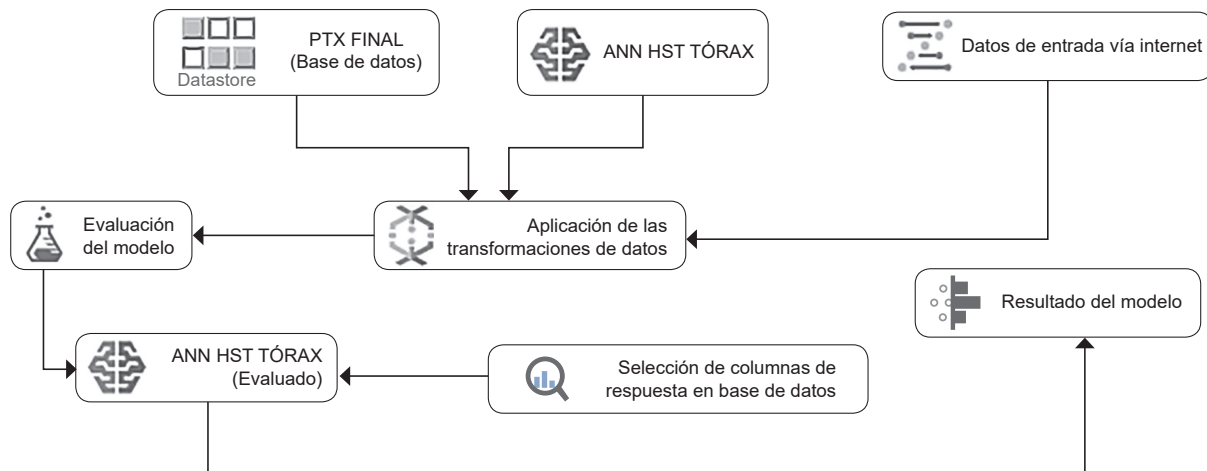 PTX FINAL
(Base de datos)
Datastore
ANN HST TÓRAX
Datos de entrada vía internet
Evaluación
del modelo
Aplicación de las
transformaciones de datos
Resultado del modelo
ANN HST TÓRAX
(Evaluado)
Selección de columnas de
respuesta en base de datos